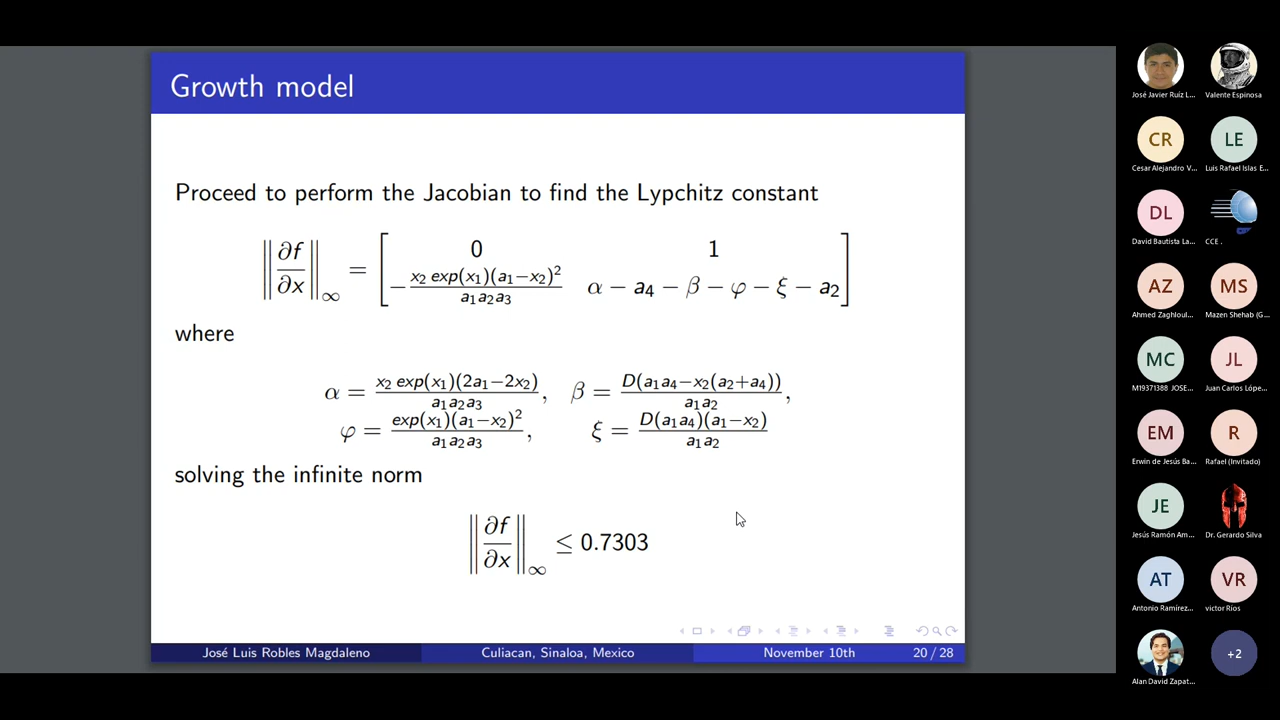 Growth model
Proceed to perform the Jacobian to find the Lypchitz constant
‖∂f/∂x‖∞ = [ 0 1 ; −x₂ exp(x₁)(a₁−x₂)²/a₁a₂a₃ α − a₄ − β − φ − ξ − a₂ ]
where
α = x₂ exp(x₁)(2a₁−2x₂)/a₁a₂a₃, β = D(a₁a₄−x₂(a₂+a₄))/a₁a₂,
φ = exp(x₁)(a₁−x₂)²/a₁a₂a₃, ξ = D(a₁a₄)(a₁−x₂)/a₁a₂
solving the infinite norm
‖∂f/∂x‖∞ ≤ 0.7303
José Luis Robles Magdaleno Culiacan, Sinaloa, Mexico November 10th 20 / 28
José Javier Ruíz L... Valente Espinosa
CR LE
Cesar Alejandro V... Luis Rafael Islas E...
DL
David Bautista La... CCE .
AZ MS
Ahmed Zaghloul... Mazen Shehab (G...
MC JL
M19371388 JOSE... Juan Carlos Lópe...
EM R
Erwin de Jesús Ba... Rafael (Invitado)
JE
Jesús Ramón Am... Dr. Gerardo Silva
AT VR
Antonio Ramírez... victor Ríos
+2
Alan David Zapat...